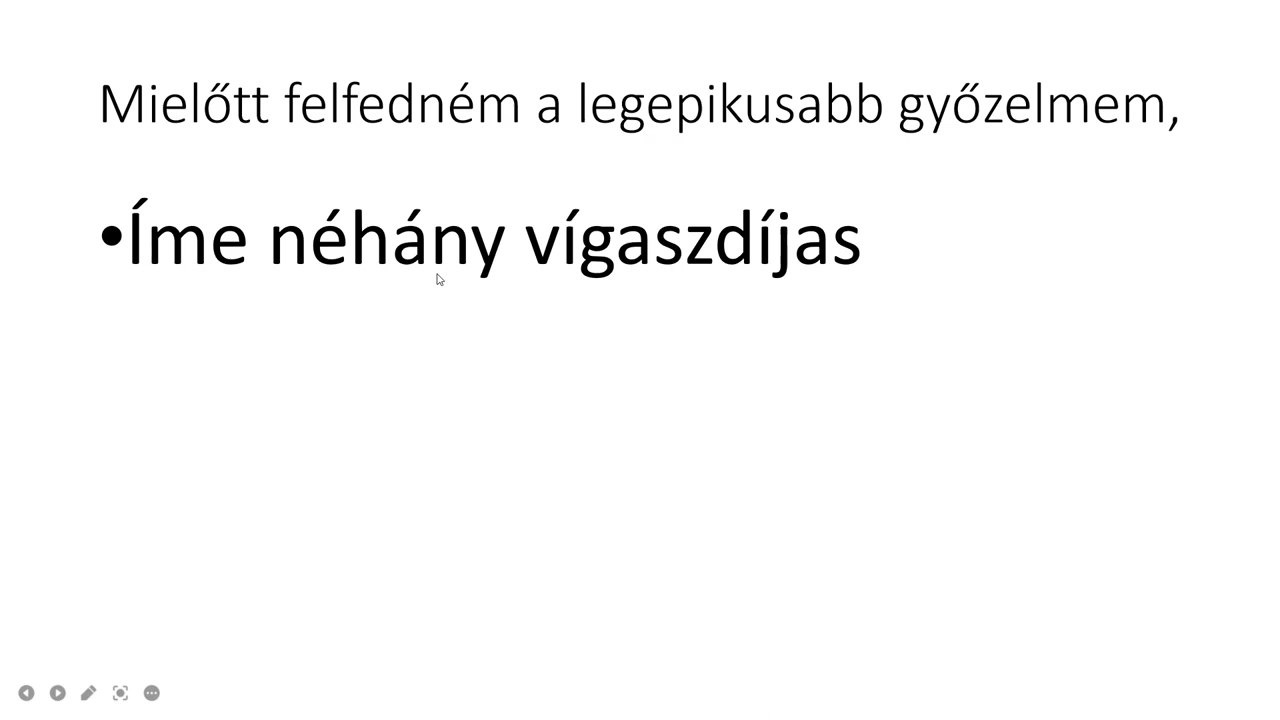 Mielőtt felfedném a legepikusabb győzelmem,
•Íme néhány vígaszdíjas